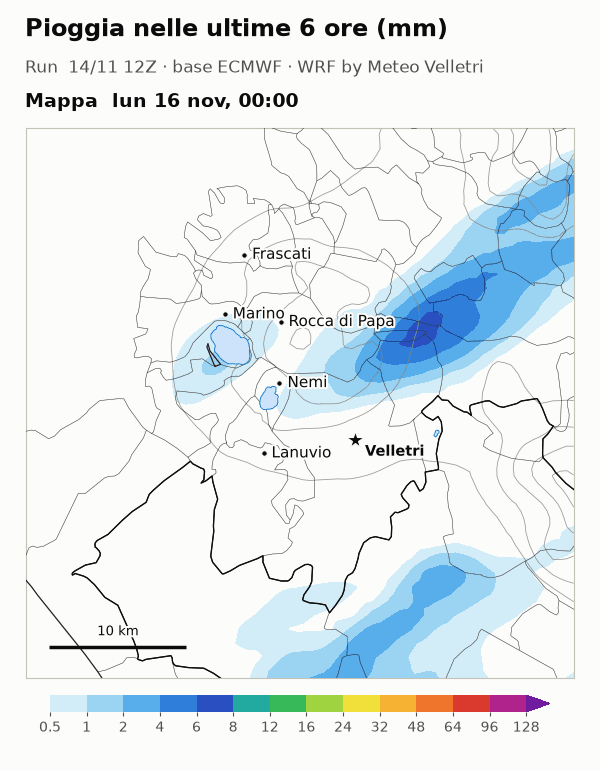 Pioggia nelle ultime 6 ore (mm)
Run  14/11 12Z · base ECMWF · WRF by Meteo Velletri
Mappa  lun 16 nov, 00:00
Frascati
Marino
Rocca di Papa
Nemi
Velletri
Lanuvio
10 km
0.5 1 2 4 6 8 12 16 24 32 48 64 96 128